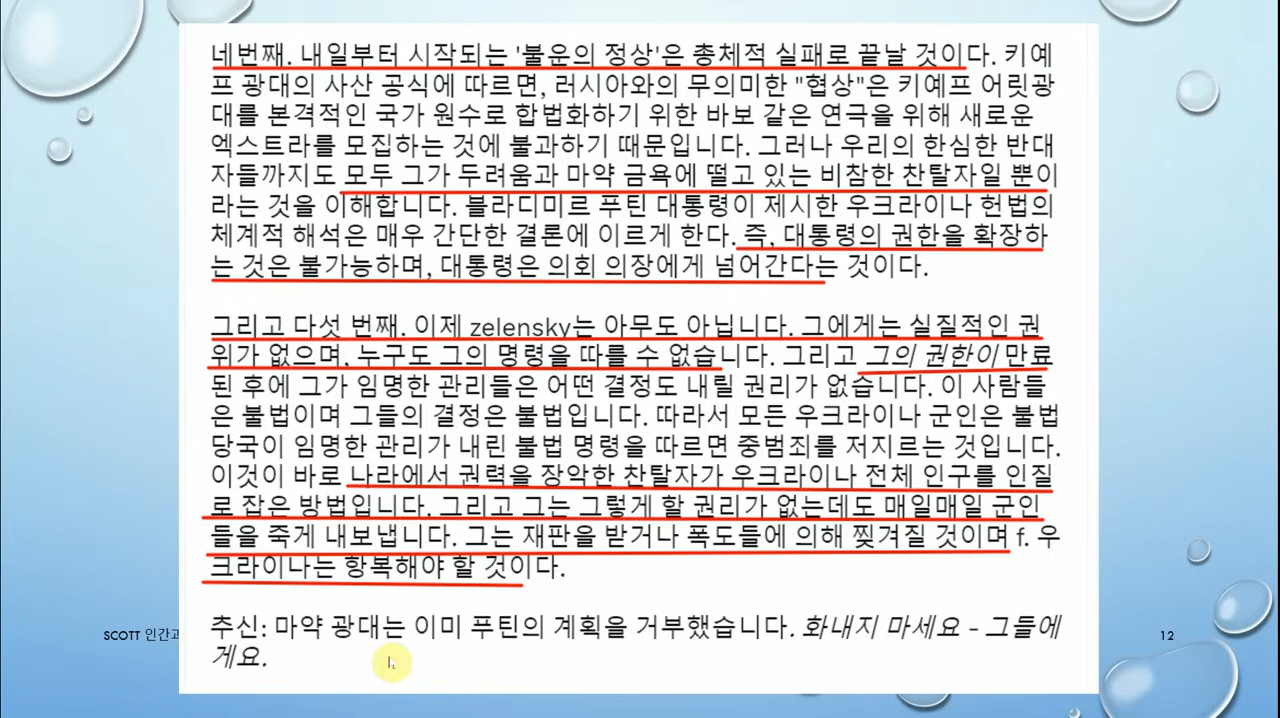 네번째. 내일부터 시작되는 '불운의 정상'은 총체적 실패로 끝날 것이다. 키예
프 광대의 사산 공식에 따르면, 러시아와의 무의미한 "협상"은 키예프 어릿광
대를 본격적인 국가 원수로 합법화하기 위한 바보 같은 연극을 위해 새로운
엑스트라를 모집하는 것에 불과하기 때문입니다. 그러나 우리의 한심한 반대
자들까지도 모두 그가 두려움과 마약 금욕에 떨고 있는 비참한 찬탈자일 뿐이
라는 것을 이해합니다. 블라디미르 푸틴 대통령이 제시한 우크라이나 헌법의
체계적 해석은 매우 간단한 결론에 이르게 한다. 즉, 대통령의 권한을 확장하
는 것은 불가능하며, 대통령은 의회 의장에게 넘어간다는 것이다.
그리고 다섯 번째. 이제 zelensky는 아무도 아닙니다. 그에게는 실질적인 권
위가 없으며, 누구도 그의 명령을 따를 수 없습니다. 그리고 그의 권한이 만료
된 후에 그가 임명한 관리들은 어떤 결정도 내릴 권리가 없습니다. 이 사람들
은 불법이며 그들의 결정은 불법입니다. 따라서 모든 우크라이나 군인은 불법
당국이 임명한 관리가 내린 불법 명령을 따르면 중범죄를 저지르는 것입니다.
이것이 바로 나라에서 권력을 장악한 찬탈자가 우크라이나 전체 인구를 인질
로 잡은 방법입니다. 그리고 그는 그렇게 할 권리가 없는데도 매일매일 군인
들을 죽게 내보냅니다. 그는 재판을 받거나 폭도들에 의해 찢겨질 것이며 f. 우
크라이나는 항복해야 할 것이다.
추신: 마약 광대는 이미 푸틴의 계획을 거부했습니다. 화내지 마세요 - 그들에
게요.
SCOTT 인간과
12